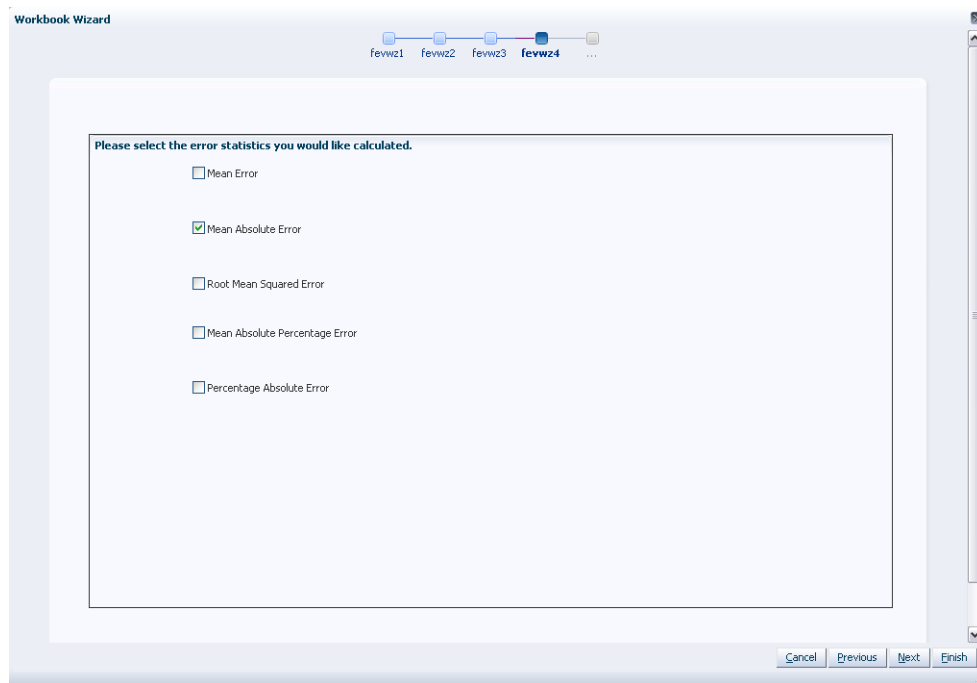 Workbook Wizard
fevwz1 fevwz2 fevwz3 fevwz4 ...
Please select the error statistics you would like calculated.
Mean Error
Mean Absolute Error
Root Mean Squared Error
Mean Absolute Percentage Error
Percentage Absolute Error
Cancel Previous Next Finish